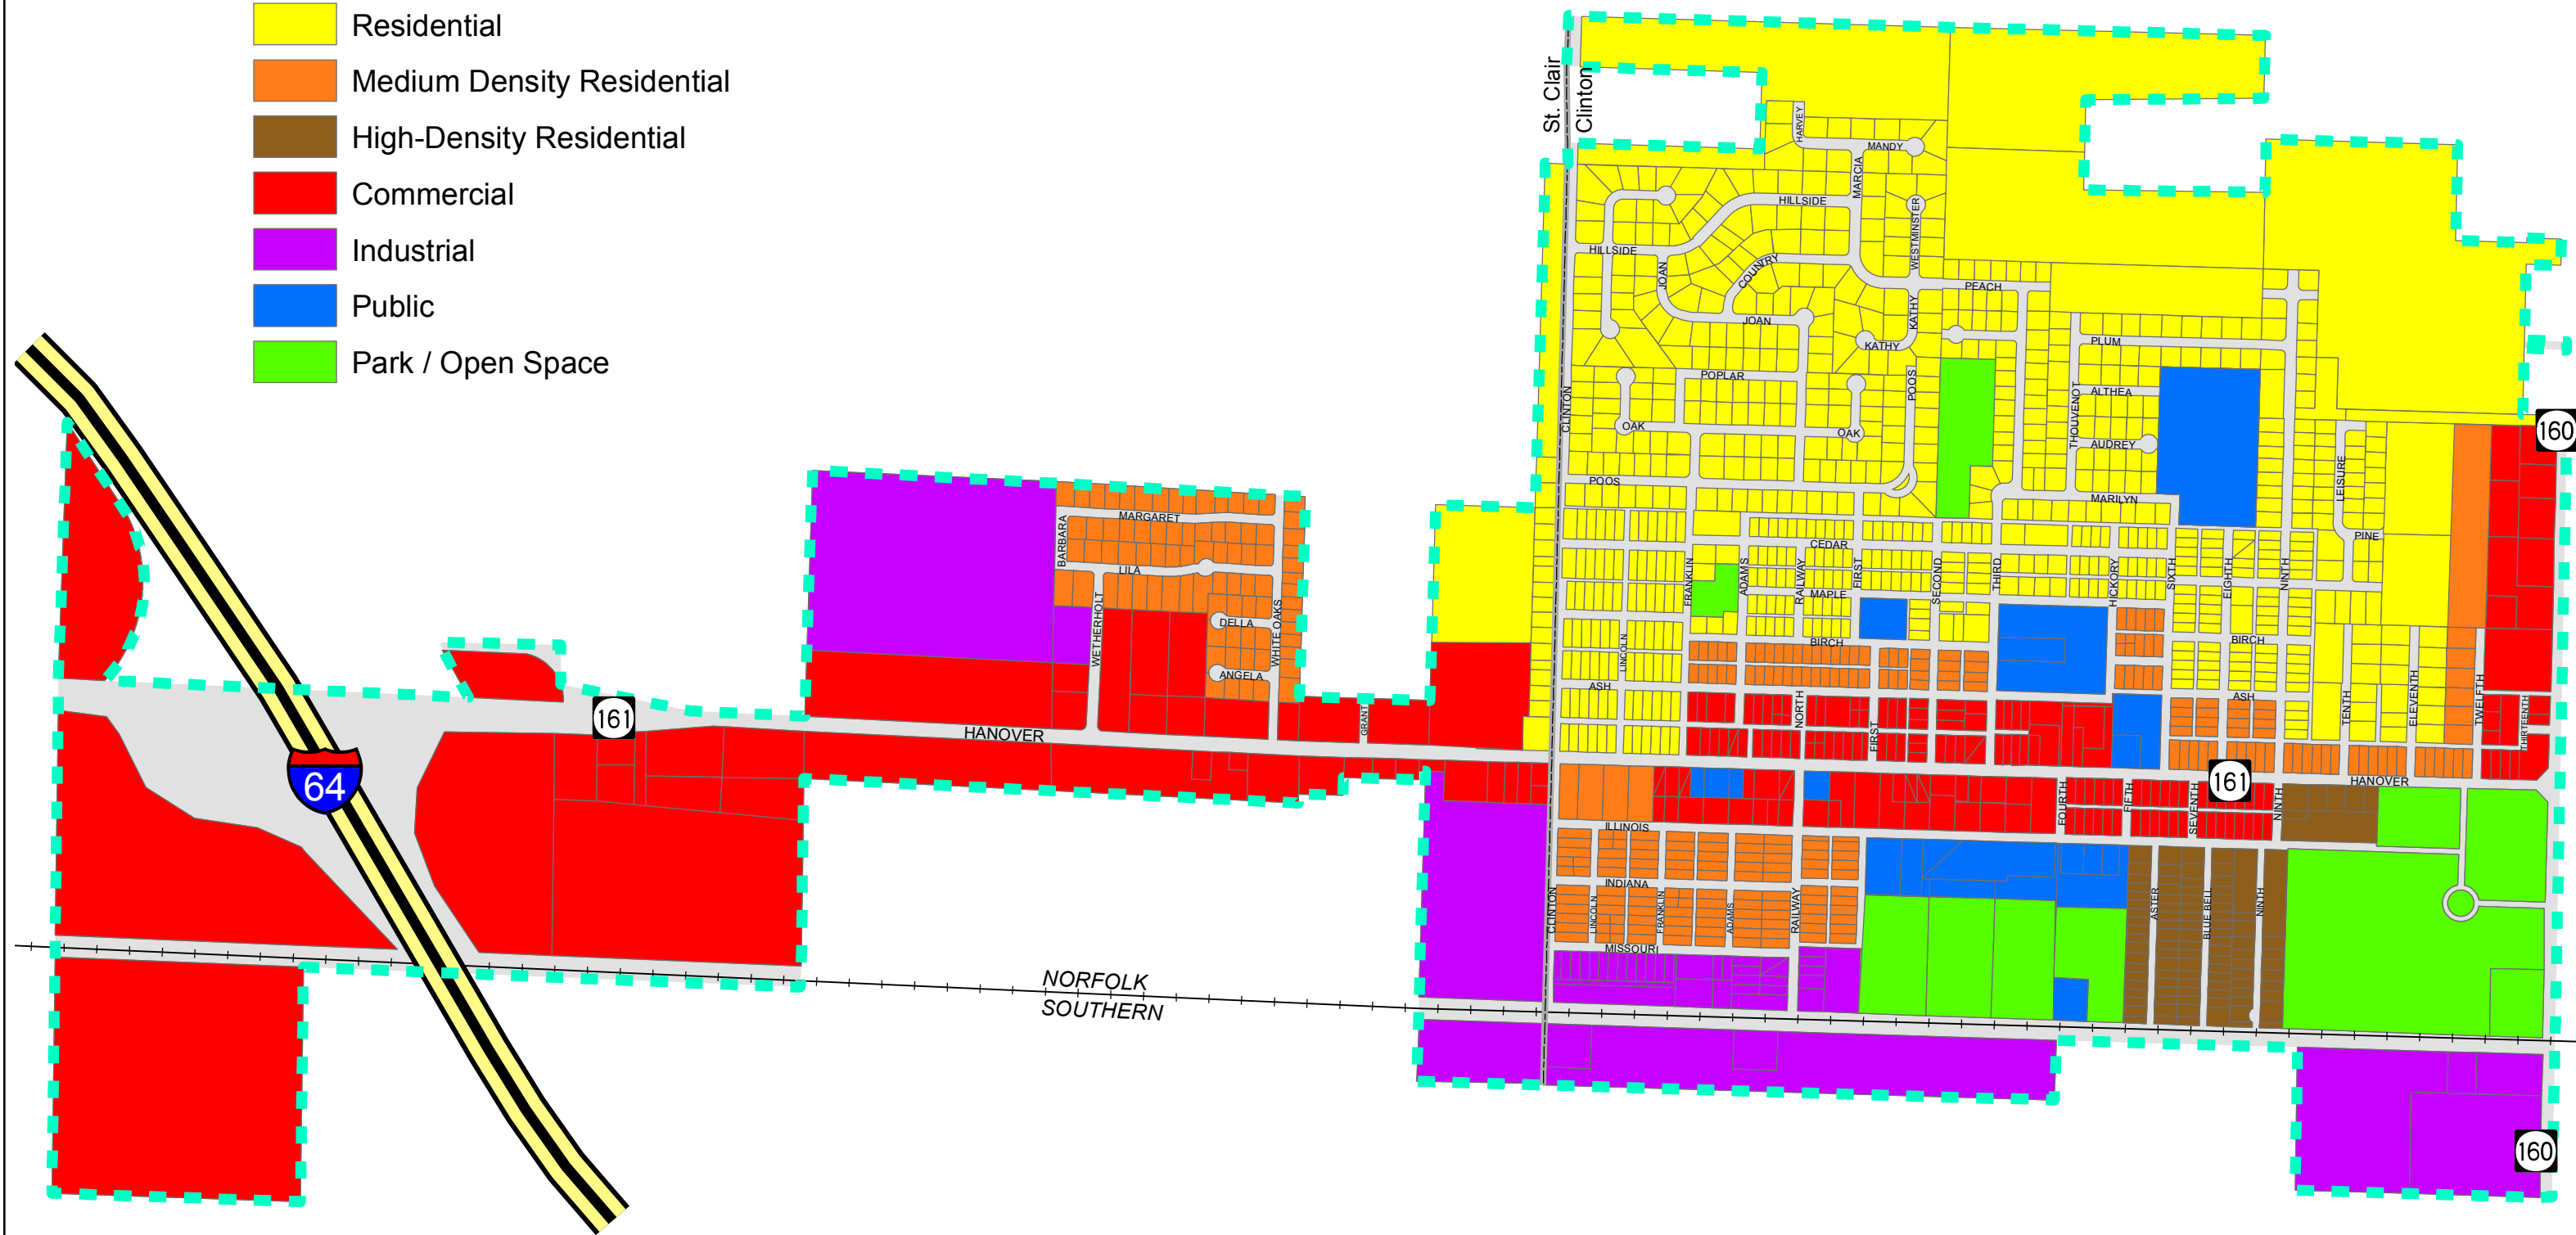 Residential
Medium Density Residential
High-Density Residential
Commercial
Industrial
Public
Park / Open Space
St. Clair
Clinton
HARVEY
MANDY
MARCIA
HILLSIDE
WESTMINSTER
HILLSIDE
JOAN
COUNTRY
PEACH
KATHY
JOAN
KATHY
PLUM
POPLAR
POOS
THOUVENOT
ALTHEA
CLINTON
OAK
OAK
AUDREY
160
LEISURE
POOS
MARILYN
PINE
BARBARA
MARGARET
LILA
WETHERHOLT
DELLA
WHITE OAKS
ANGELA
CEDAR
FRANKLIN
ADAMS
RAILWAY
FIRST
SECOND
THIRD
HICKORY
SIXTH
EIGHTH
NINTH
MAPLE
LINCOLN
BIRCH
BIRCH
ASH
ASH
NORTH
FIRST
TENTH
ELEVENTH
TWELFTH
THIRTEENTH
161
HANOVER
GRANT
64
161
HANOVER
FOURTH
FIFTH
SEVENTH
NINTH
ILLINOIS
INDIANA
CLINTON
LINCOLN
FRANKLIN
ADAMS
RAILWAY
ASTER
BLUE BELL
NINTH
MISSOURI
NORFOLK
SOUTHERN
160